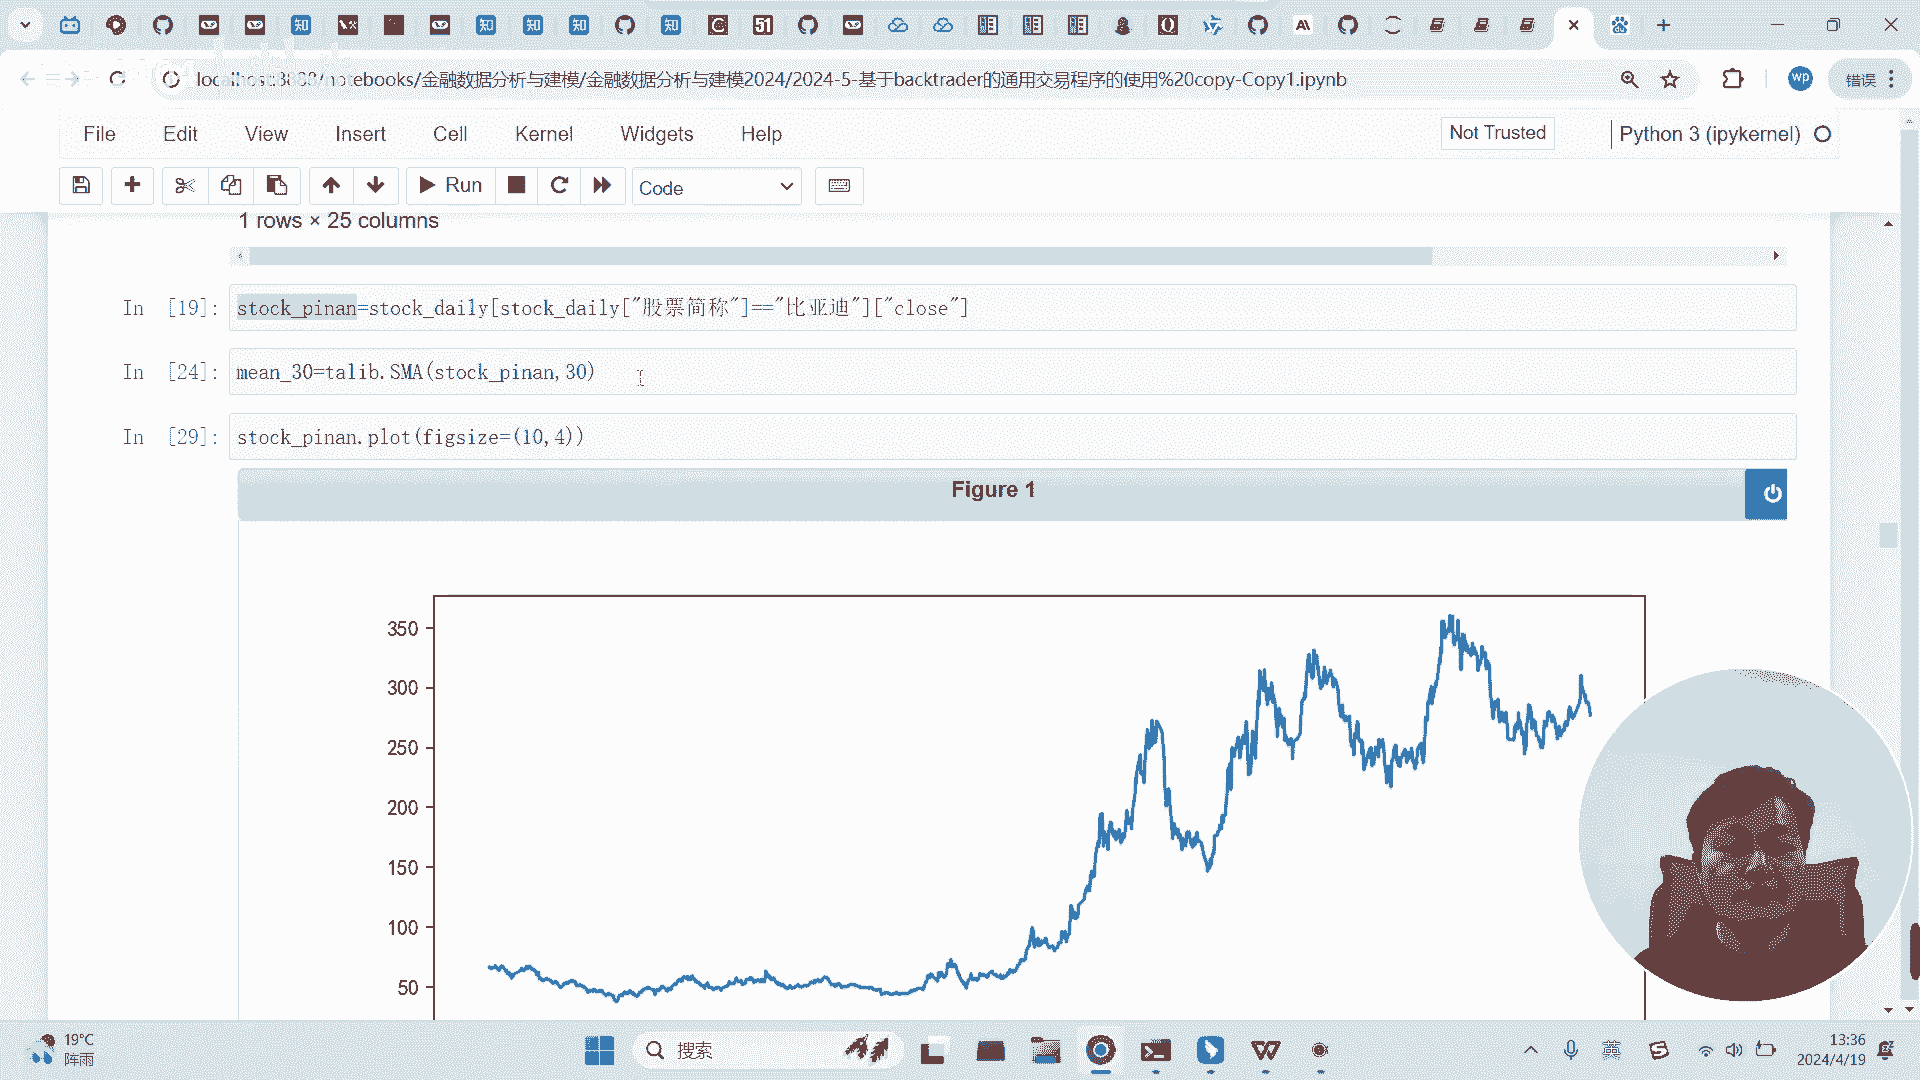 localhost:8888/notebooks/金融数据分析与建模/金融数据分析与建模2024/2024-5-基于backtrader的通用交易程序的使用%20copy-Copy1.ipynb
wp
错误
File Edit View Insert Cell Kernel Widgets Help
Not Trusted
Python 3 (ipykernel)
Run
Code
1 rows × 25 columns
In [19]: stock_pinan=stock_daily[stock_daily["股票简称"]=="比亚迪"]["close"]
In [24]: mean_30=talib.SMA(stock_pinan,30)
In [29]: stock_pinan.plot(figsize=(10,4))
Figure 1
350
300
250
200
150
100
50
19°C
阵雨
搜索
英
13:36
2024/4/19